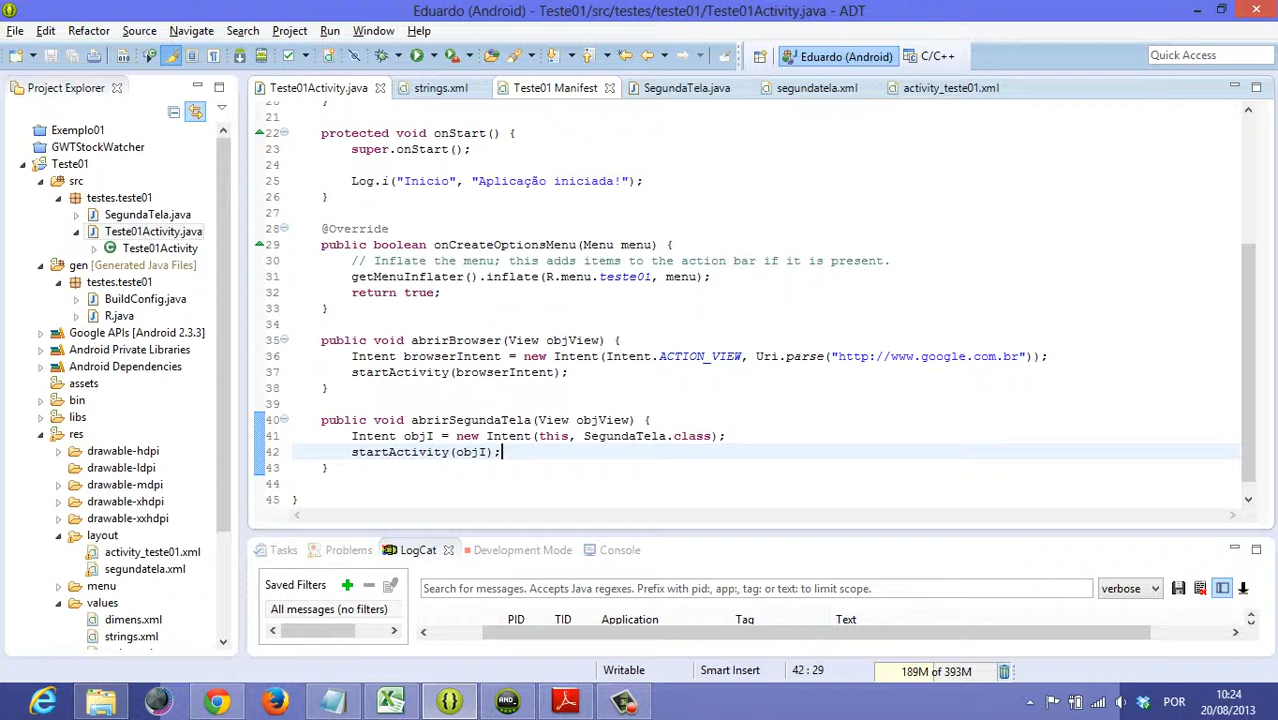 Eduardo (Android) - Teste01/src/testes/teste01/Teste01Activity.java - ADT
File Edit Refactor Source Navigate Search Project Run Window Help
Eduardo (Android) C/C++ Quick Access
Project Explorer
Exemplo01
GWTStockWatcher
Teste01
src
testes.teste01
SegundaTela.java
Teste01Activity.java
Teste01Activity
gen [Generated Java Files]
testes.teste01
BuildConfig.java
R.java
Google APIs [Android 2.3.3]
Android Private Libraries
Android Dependencies
assets
bin
libs
res
drawable-hdpi
drawable-ldpi
drawable-mdpi
drawable-xhdpi
drawable-xxhdpi
layout
activity_teste01.xml
segundatela.xml
menu
values
dimens.xml
strings.xml
Teste01Activity.java strings.xml Teste01 Manifest SegundaTela.java segundatela.xml activity_teste01.xml
20 }
21
22 protected void onStart() {
23 super.onStart();
24
25 Log.i("Inicio", "Aplicação iniciada!");
26 }
27
28 @Override
29 public boolean onCreateOptionsMenu(Menu menu) {
30 // Inflate the menu; this adds items to the action bar if it is present.
31 getMenuInflater().inflate(R.menu.teste01, menu);
32 return true;
33 }
34
35 public void abrirBrowser(View objView) {
36 Intent browserIntent = new Intent(Intent.ACTION_VIEW, Uri.parse("http://www.google.com.br"));
37 startActivity(browserIntent);
38 }
39
40 public void abrirSegundaTela(View objView) {
41 Intent objI = new Intent(this, SegundaTela.class);
42 startActivity(objI);
43 }
44
45 }
Tasks Problems LogCat Development Mode Console
Saved Filters
All messages (no filters)
Search for messages. Accepts Java regexes. Prefix with pid:, app:, tag: or text: to limit scope.
verbose
PID TID Application Tag Text
Writable Smart Insert 42 : 29 189M of 393M
POR
10:24
20/08/2013